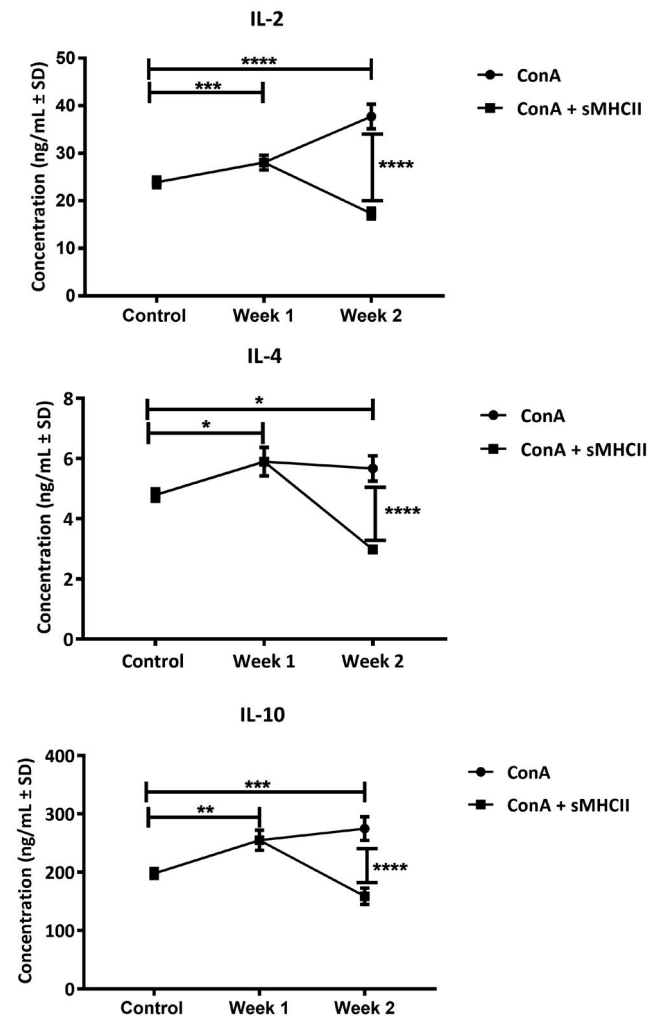 IL-2
Concentration (ng/mL ± SD)
50
40
30
20
10
0
****
***
****
Control Week 1 Week 2
ConA
ConA + sMHCII
IL-4
Concentration (ng/mL ± SD)
8
6
4
2
0
*
*
****
Control Week 1 Week 2
ConA
ConA + sMHCII
IL-10
Concentration (ng/mL ± SD)
400
300
200
100
0
***
**
****
Control Week 1 Week 2
ConA
ConA + sMHCII